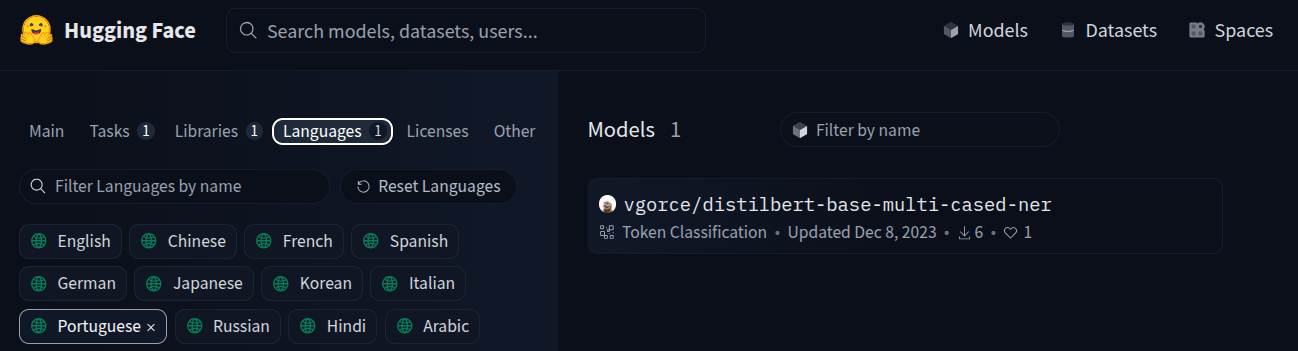 Hugging Face
Search models, datasets, users...
Models
Datasets
Spaces
Main
Tasks 1
Libraries 1
Languages 1
Licenses
Other
Filter Languages by name
Reset Languages
English
Chinese
French
Spanish
German
Japanese
Korean
Italian
Portuguese ×
Russian
Hindi
Arabic
Models 1
Filter by name
vgorce/distilbert-base-multi-cased-ner
Token Classification • Updated Dec 8, 2023 • 6 • 1